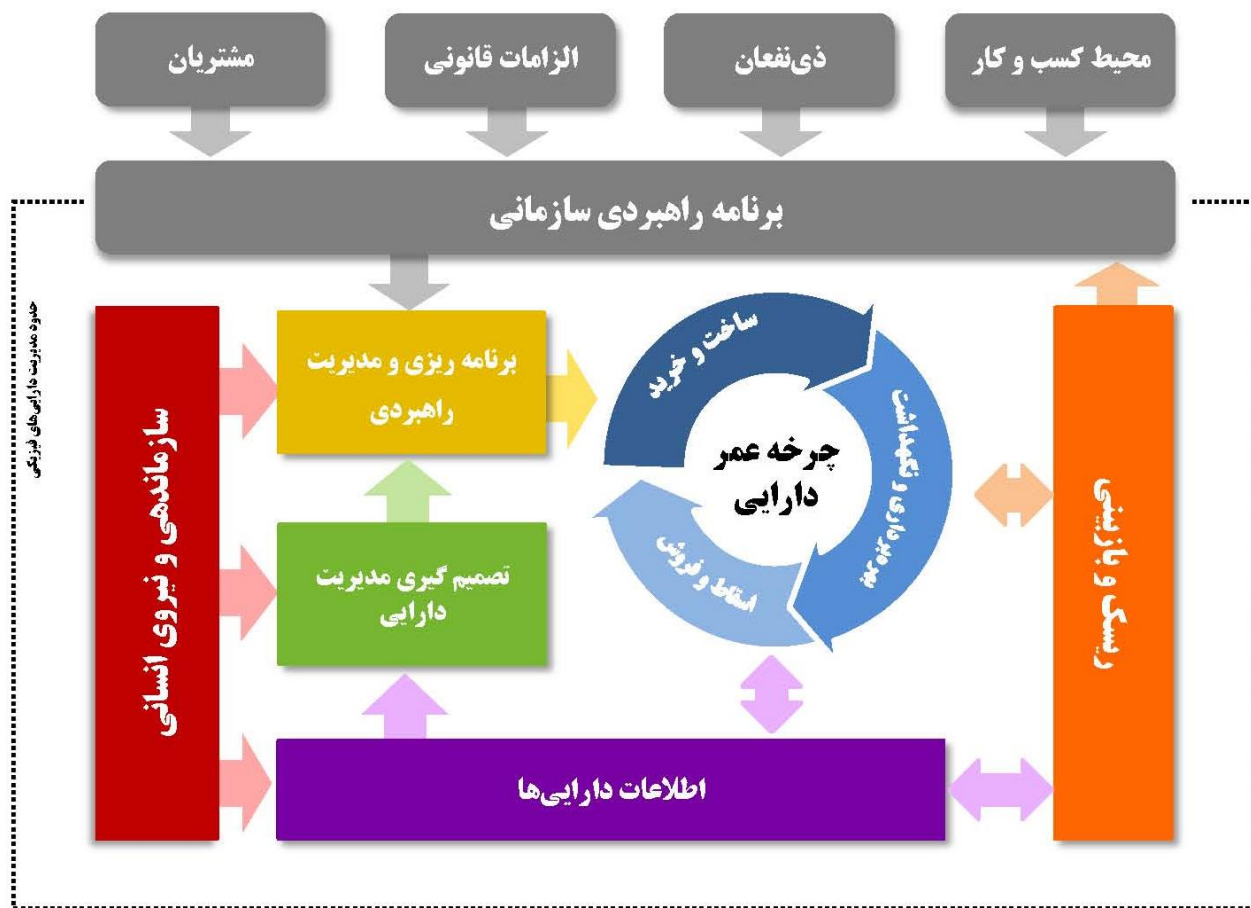 محیط کسب و کار
ذی‌نفعان
الزامات قانونی
مشتریان
برنامه راهبردی سازمانی
حدود مدیریت دارایی‌های فیزیکی
ریسک و بازبینی
ساخت و خرید
بهره‌برداری و نگهداشت
اسقاط و فروش
چرخه عمر
دارایی
برنامه ریزی و مدیریت
راهبردی
تصمیم گیری مدیریت
دارایی
سازماندهی و نیروی انسانی
اطلاعات دارایی‌ها